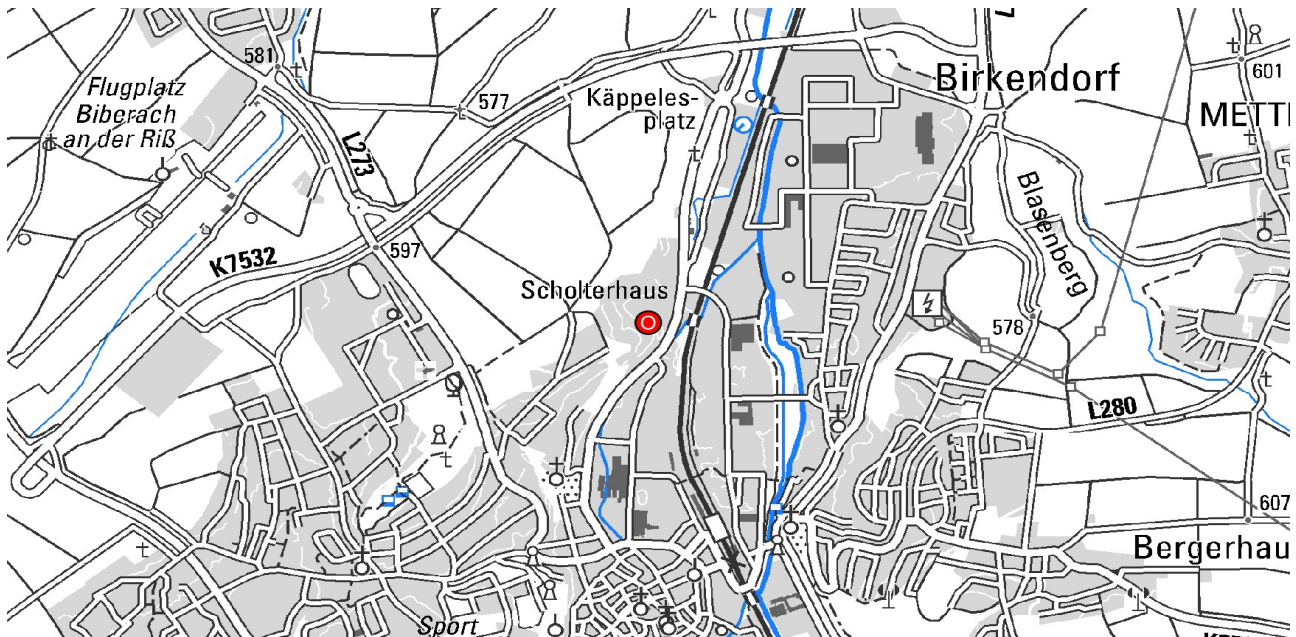 581
Flugplatz
Biberach
an der Riß
577
Käppeles-
platz
Birkendorf
601
L273
Blasenberg
K7532
597
Scholterhaus
578
L280
607
Bergerhau
Sport